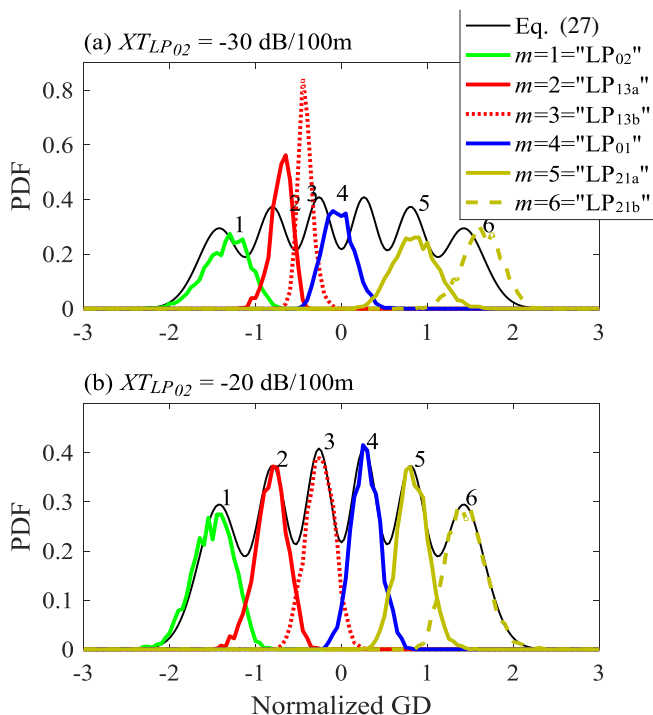 (a) XT_LP02 = -30 dB/100m
Eq. (27)
m=1="LP02"
m=2="LP13a"
m=3="LP13b"
m=4="LP01"
m=5="LP21a"
m=6="LP21b"
PDF
0.8
0.6
0.4
0.2
0
1
2
3
4
5
6
-3 -2 -1 0 1 2 3
(b) XT_LP02 = -20 dB/100m
PDF
0.4
0.3
0.2
0.1
0
1
2
3
4
5
6
-3 -2 -1 0 1 2 3
Normalized GD